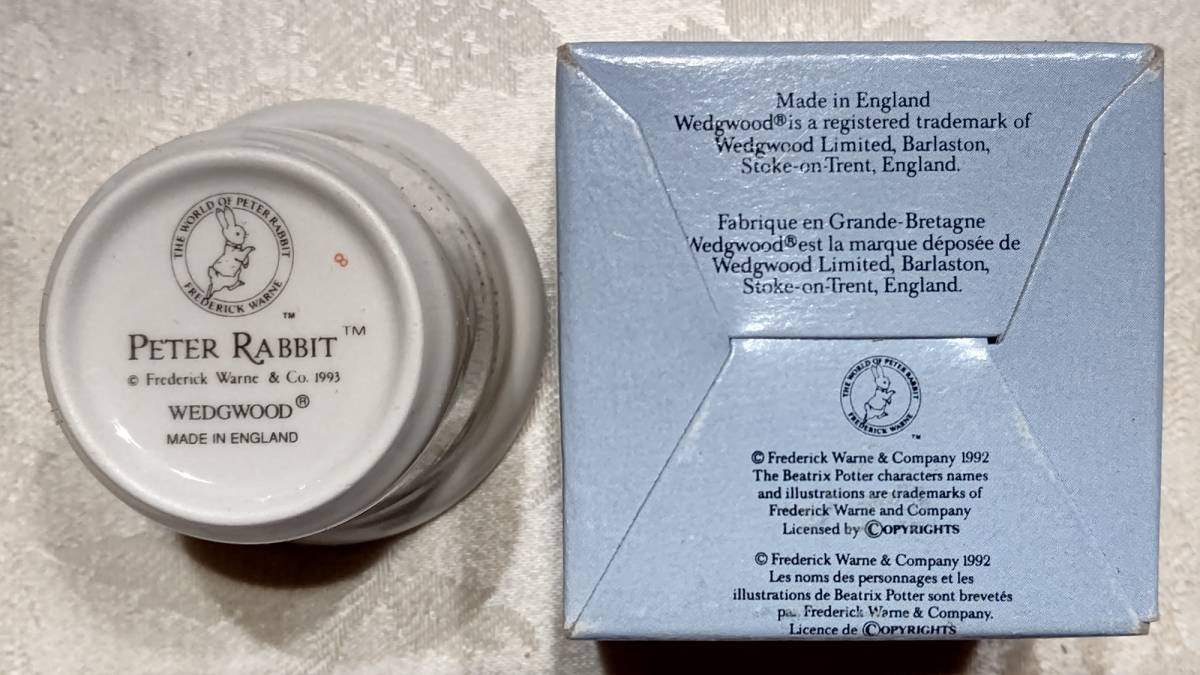 THE WORLD OF PETER RABBIT
FREDERICK WARNE
TM
8
PETER RABBIT™
© Frederick Warne & Co. 1993
WEDGWOOD®
MADE IN ENGLAND
Made in England
Wedgwood® is a registered trademark of
Wedgwood Limited, Barlaston,
Stoke-on-Trent, England.
Fabrique en Grande-Bretagne
Wedgwood® est la marque déposée de
Wedgwood Limited, Barlaston,
Stoke-on-Trent, England.
THE WORLD OF PETER RABBIT
FREDERICK WARNE
TM
© Frederick Warne & Company 1992
The Beatrix Potter characters names
and illustrations are trademarks of
Frederick Warne and Company
Licensed by ©OPYRIGHTS
© Frederick Warne & Company 1992
Les noms des personnages et les
illustrations de Beatrix Potter sont brevetés
par Frederick Warne & Company.
Licence de ©OPYRIGHTS